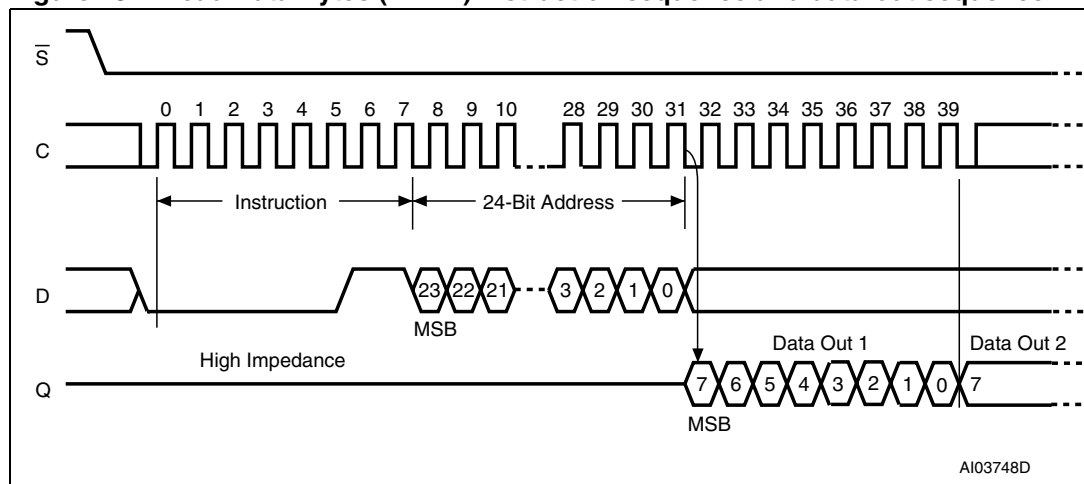 S
0 1 2 3 4 5 6 7 8 9 10 28 29 30 31 32 33 34 35 36 37 38 39
C
Instruction 24-Bit Address
D 23 22 21 3 2 1 0
MSB
High Impedance Data Out 1 Data Out 2
Q 7 6 5 4 3 2 1 0 7
MSB
AI03748D